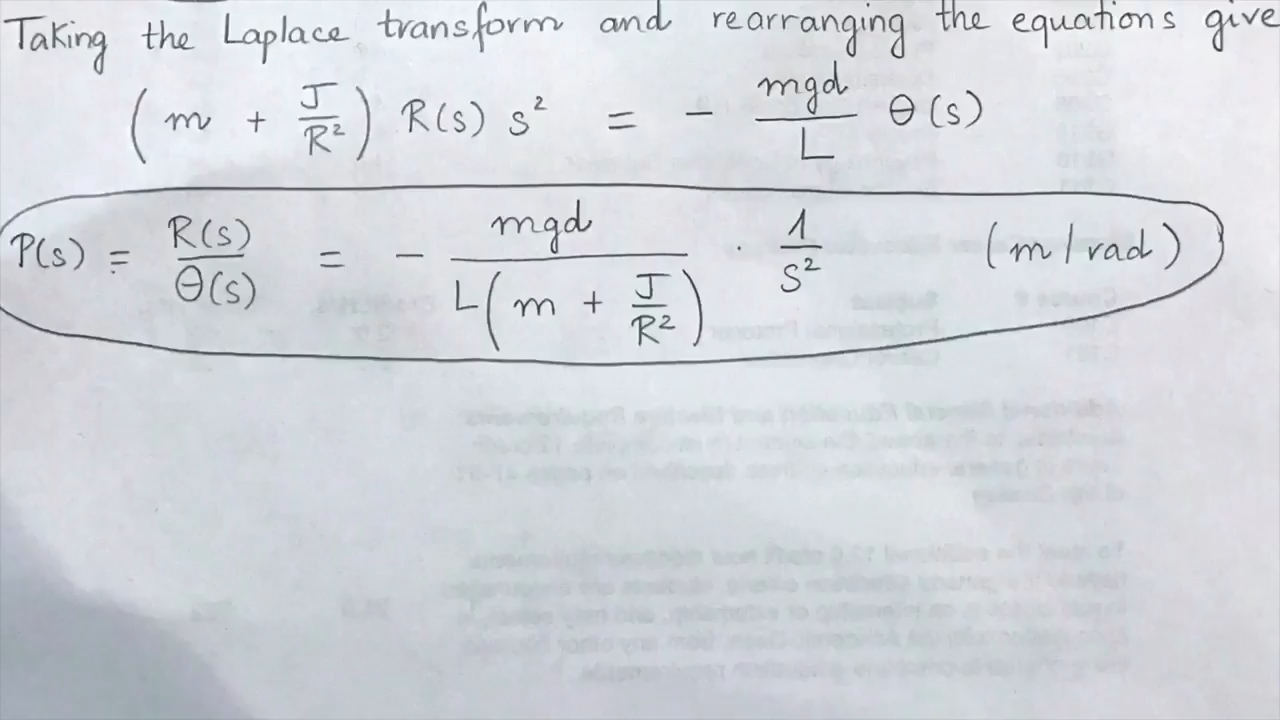 Taking the Laplace transform and rearranging the equations give
(m + J/R²) R(s) s² = - mgd/L θ(s)
P(s) = R(s)/θ(s) = - mgd/L(m + J/R²) · 1/s² (m/rad)